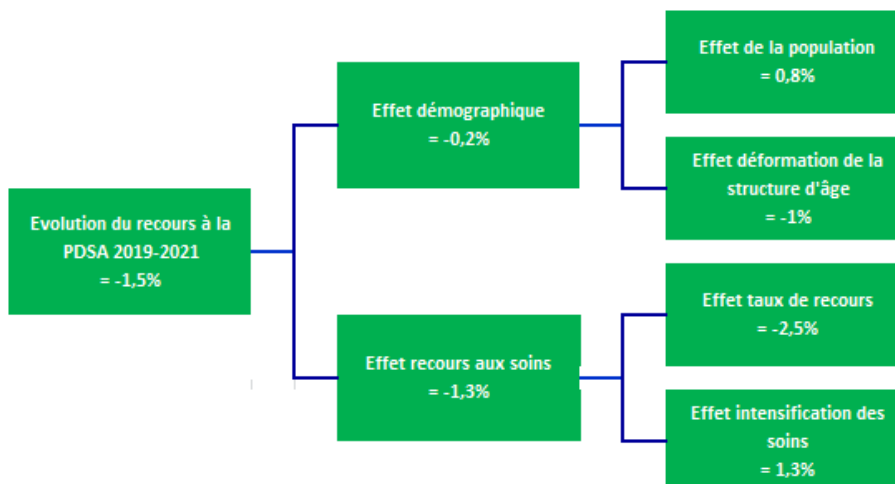 Effet de la population
= 0,8%
Effet démographique
= -0,2%
Effet déformation de la
structure d'âge
= -1%
Evolution du recours à la
PDSA 2019-2021
= -1,5%
Effet taux de recours
= -2,5%
Effet recours aux soins
= -1,3%
Effet intensification des
soins
= 1,3%